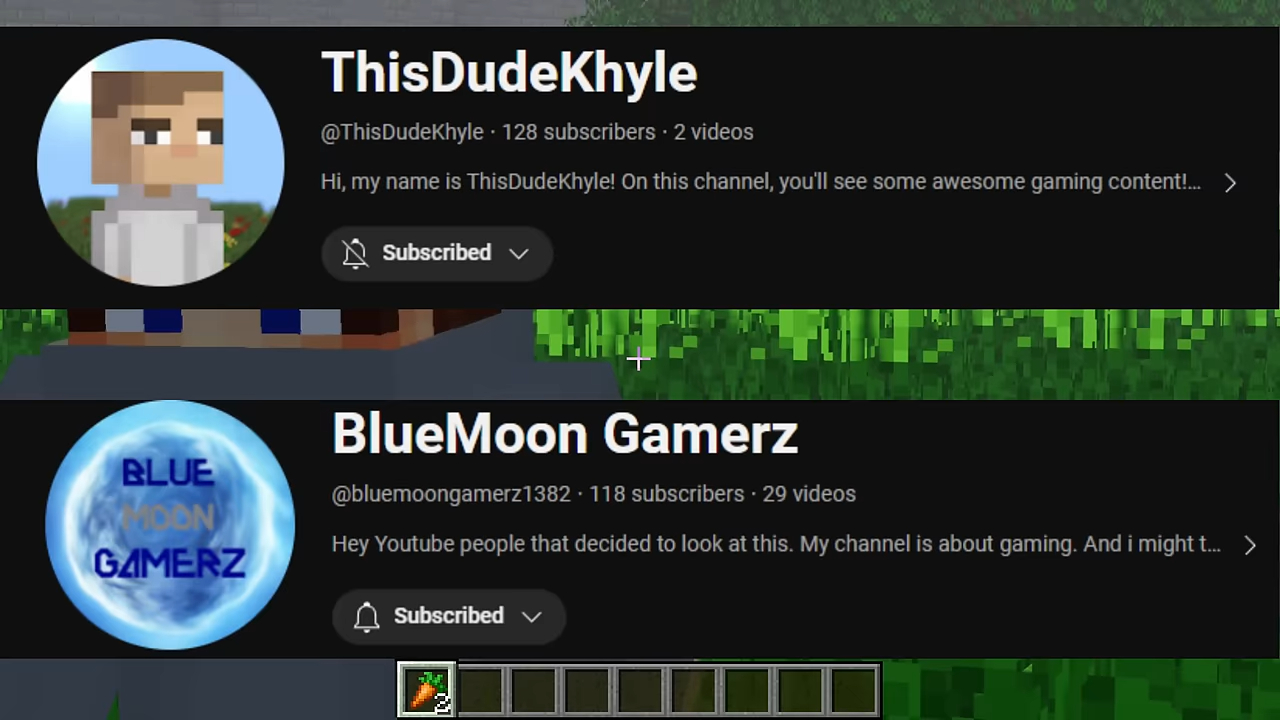 ThisDudeKhyle
@ThisDudeKhyle · 128 subscribers · 2 videos
Hi, my name is ThisDudeKhyle! On this channel, you'll see some awesome gaming content!...
Subscribed
BLUE
MOON
GAMERZ
BlueMoon Gamerz
@bluemoongamerz1382 · 118 subscribers · 29 videos
Hey Youtube people that decided to look at this. My channel is about gaming. And i might t...
Subscribed
2